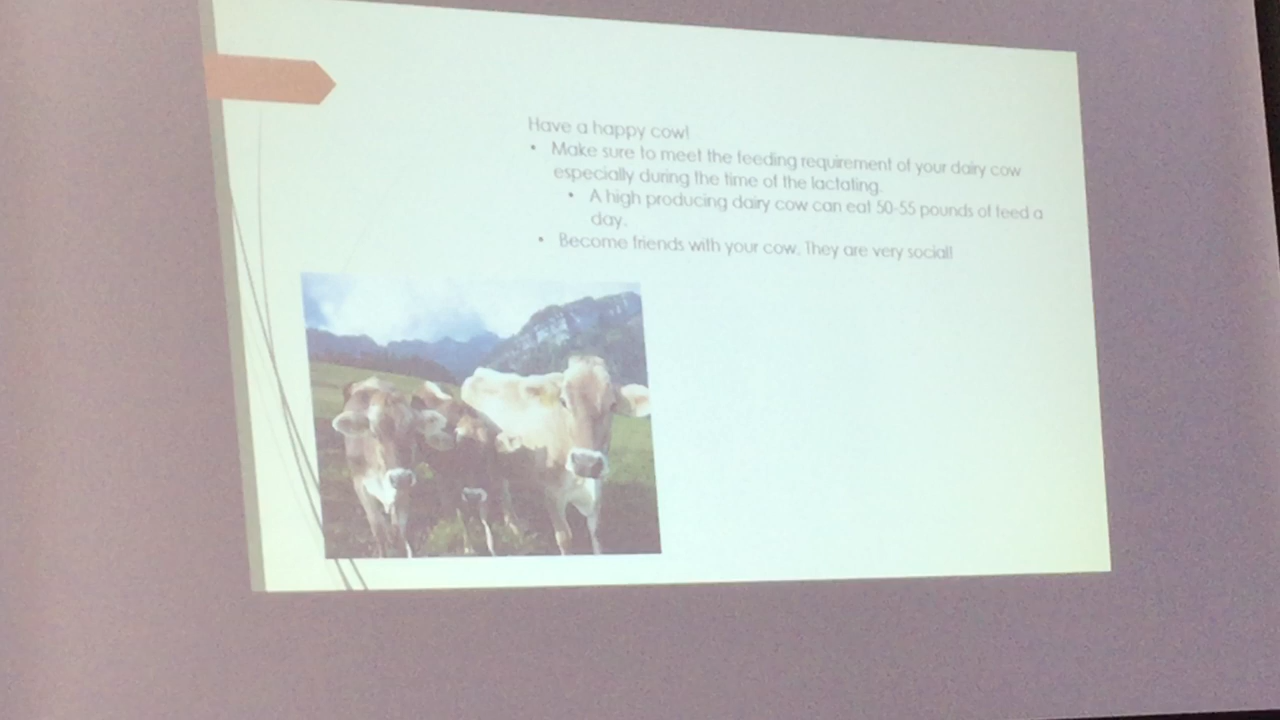 Have a happy cow!
• Make sure to meet the feeding requirement of your dairy cow
especially during the time of the lactating.
• A high producing dairy cow can eat 50-55 pounds of feed a
day.
• Become friends with your cow. They are very social!